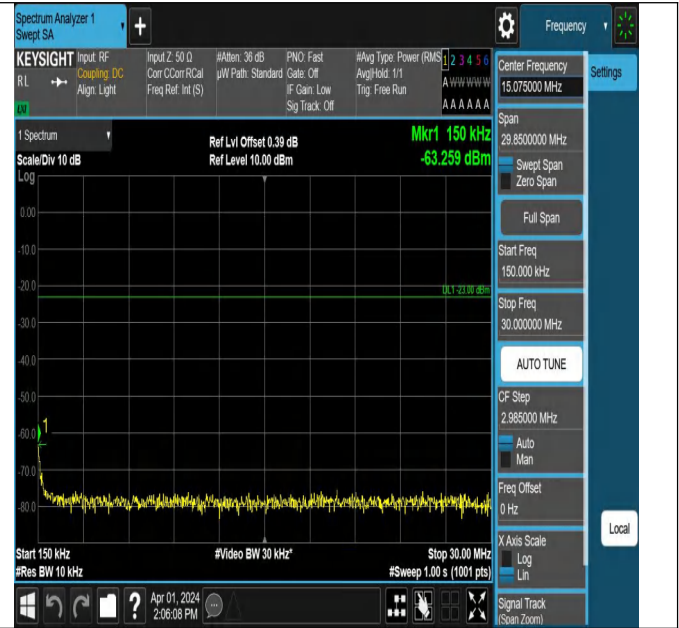 Spectrum Analyzer 1
Swept SA
+
Frequency
KEYSIGHT
RL
LXI
Input: RF
Coupling: DC
Align: Light
Input Z: 50 Ω
Corr CCorr RCal
Freq Ref: Int (S)
#Atten: 36 dB
µW Path: Standard
PNO: Fast
Gate: Off
IF Gain: Low
Sig Track: Off
#Avg Type: Power (RMS
Avg|Hold: 1/1
Trig: Free Run
1 2 3 4 5 6
A W W W W W
A A A A A A
1 Spectrum
Scale/Div 10 dB
Log
Ref Lvl Offset 0.39 dB
Ref Level 10.00 dBm
Mkr1 150 kHz
-63.259 dBm
0.00
-10.0
-20.0
DL1 -23.00 dBm
-30.0
-40.0
-50.0
-60.0
1
-70.0
-80.0
Start 150 kHz
#Res BW 10 kHz
#Video BW 30 kHz*
Stop 30.00 MHz
#Sweep 1.00 s (1001 pts)
Center Frequency
15.075000 MHz
Settings
Span
29.8500000 MHz
Swept Span
Zero Span
Full Span
Start Freq
150.000 kHz
Stop Freq
30.000000 MHz
AUTO TUNE
CF Step
2.985000 MHz
Auto
Man
Freq Offset
0 Hz
X Axis Scale
Log
Lin
Local
Signal Track
(Span Zoom)
?
Apr 01, 2024
2:06:08 PM